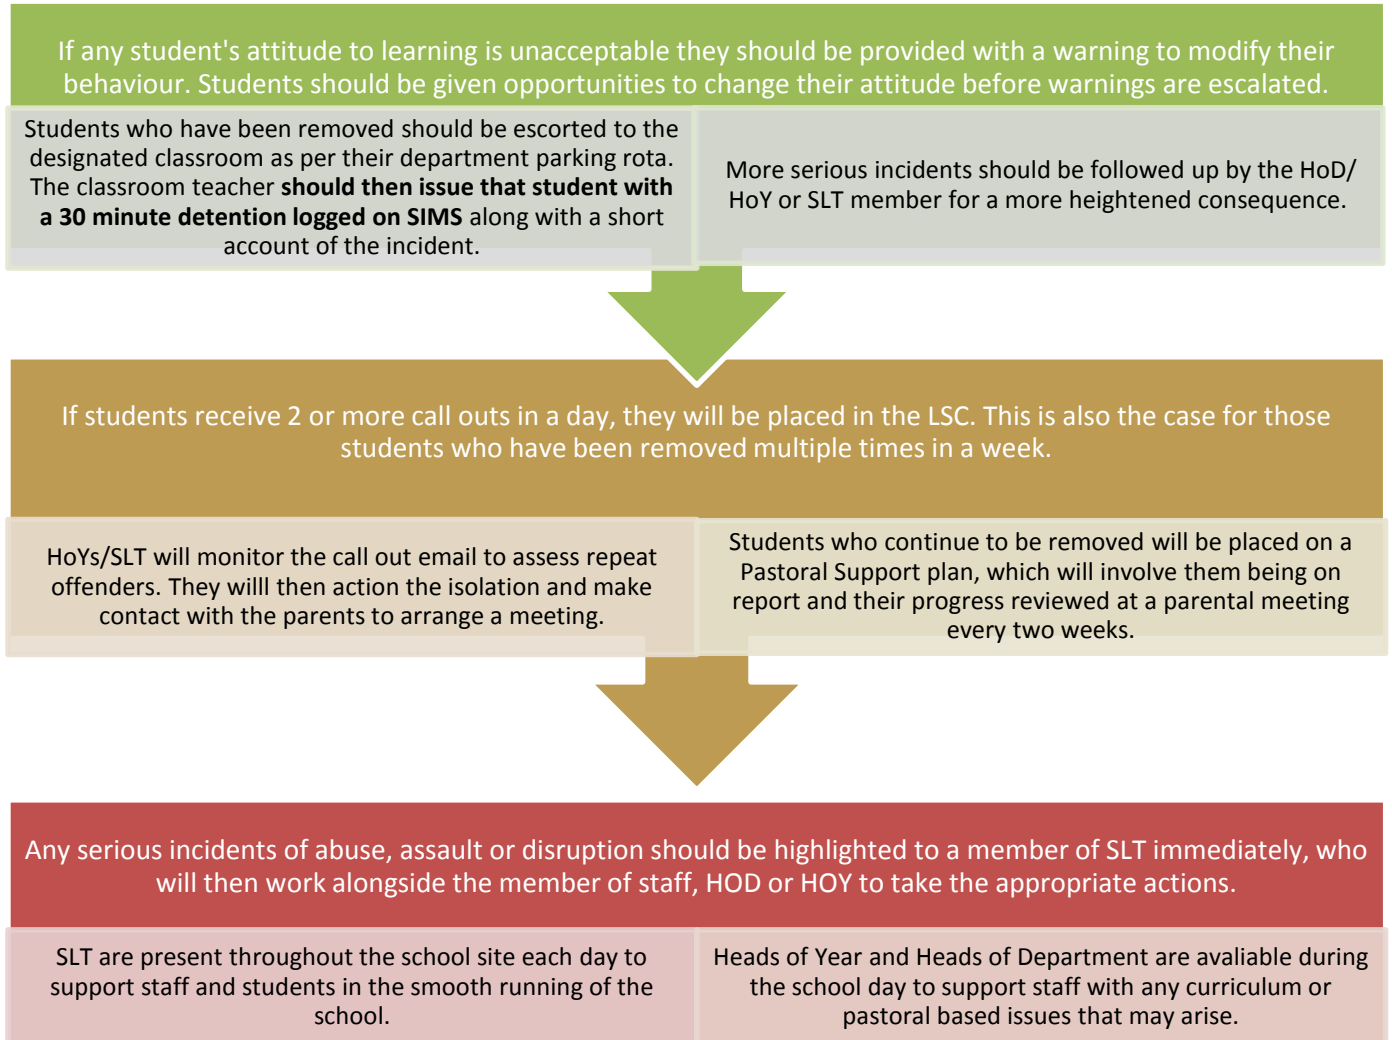 If any student's attitude to learning is unacceptable they should be provided with a warning to modify their
behaviour. Students should be given opportunities to change their attitude before warnings are escalated.
Students who have been removed should be escorted to the
designated classroom as per their department parking rota.
The classroom teacher should then issue that student with
a 30 minute detention logged on SIMS along with a short
account of the incident.
More serious incidents should be followed up by the HoD/
HoY or SLT member for a more heightened consequence.
If students receive 2 or more call outs in a day, they will be placed in the LSC. This is also the case for those
students who have been removed multiple times in a week.
HoYs/SLT will monitor the call out email to assess repeat
offenders. They willl then action the isolation and make
contact with the parents to arrange a meeting.
Students who continue to be removed will be placed on a
Pastoral Support plan, which will involve them being on
report and their progress reviewed at a parental meeting
every two weeks.
Any serious incidents of abuse, assault or disruption should be highlighted to a member of SLT immediately, who
will then work alongside the member of staff, HOD or HOY to take the appropriate actions.
SLT are present throughout the school site each day to
support staff and students in the smooth running of the
school.
Heads of Year and Heads of Department are avaliable during
the school day to support staff with any curriculum or
pastoral based issues that may arise.